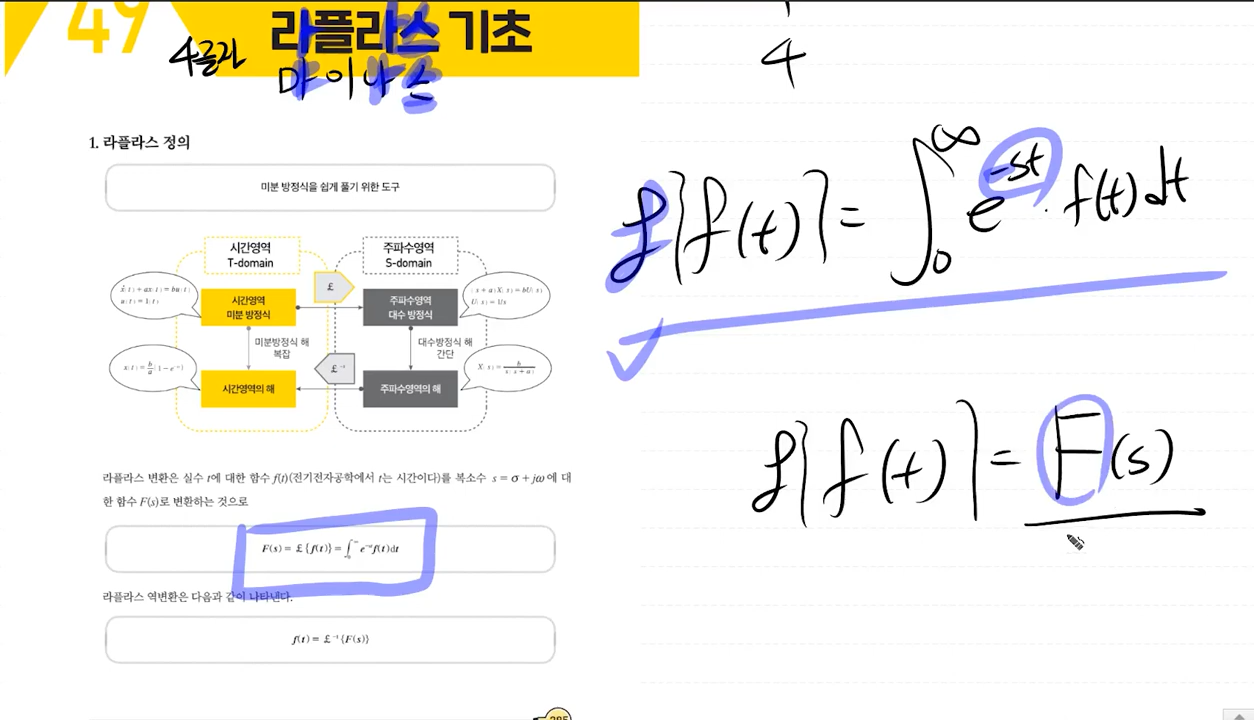 49
라플라스 기초
4글라
마이나스
1. 라플라스 정의
미분 방정식을 쉽게 풀기 위한 도구
시간영역
T-domain
주파수영역
S-domain
£
시간영역
미분 방정식
주파수영역
대수 방정식
미분방정식 해
복잡
대수방정식 해
간단
£⁻¹
시간영역의 해
주파수영역의 해
라플라스 변환은 실수 t에 대한 함수 f(t)(전기전자공학에서 t는 시간이다)를 복소수 s = σ + jω에 대
한 함수 F(s)로 변환하는 것으로
F(s) = £{f(t)} = ∫₀^∞ e^(-st) f(t)dt
라플라스 역변환은 다음과 같이 나타낸다.
f(t) = £⁻¹{F(s)}
4
£{f(t)} = ∫₀^∞ e^(-st) · f(t)dt
£{f(t)} = F(s)